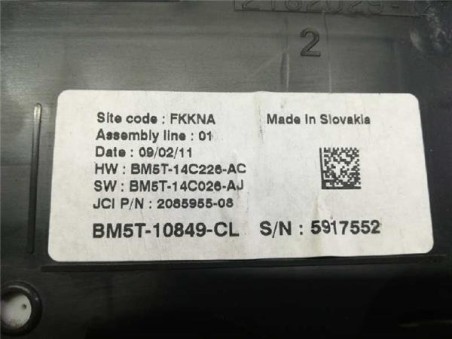 2
Site code : FKKNA Made In Slovakia
Assembly line : 01
Date : 09/02/11
HW : BM5T-14C226-AC
SW : BM5T-14C026-AJ
JCI P/N : 2085955-08
BM5T-10849-CL S/N : 5917552